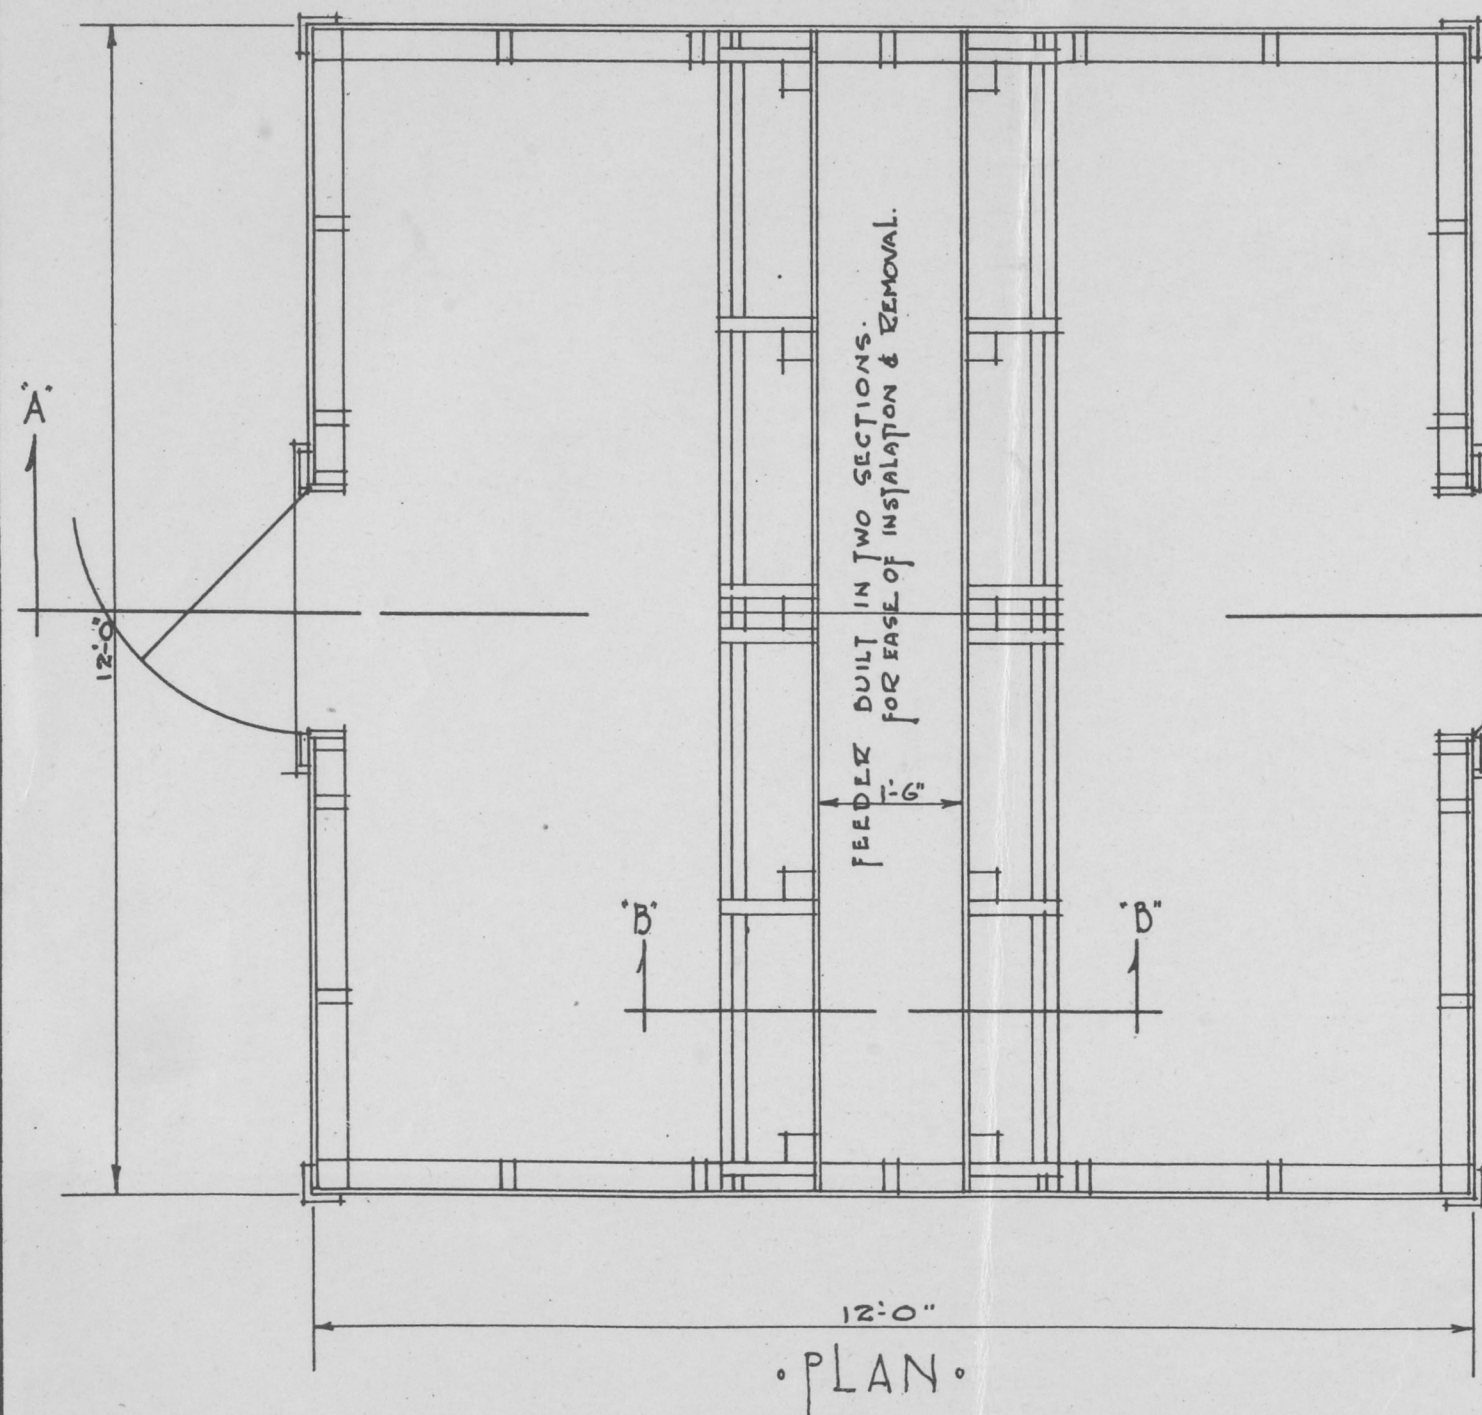 "A"
12'-0"
FEEDER BUILT IN TWO SECTIONS.
FOR EASE OF INSTALATION & REMOVAL.
1'-6"
"B"
"B"
12'-0"
·PLAN·